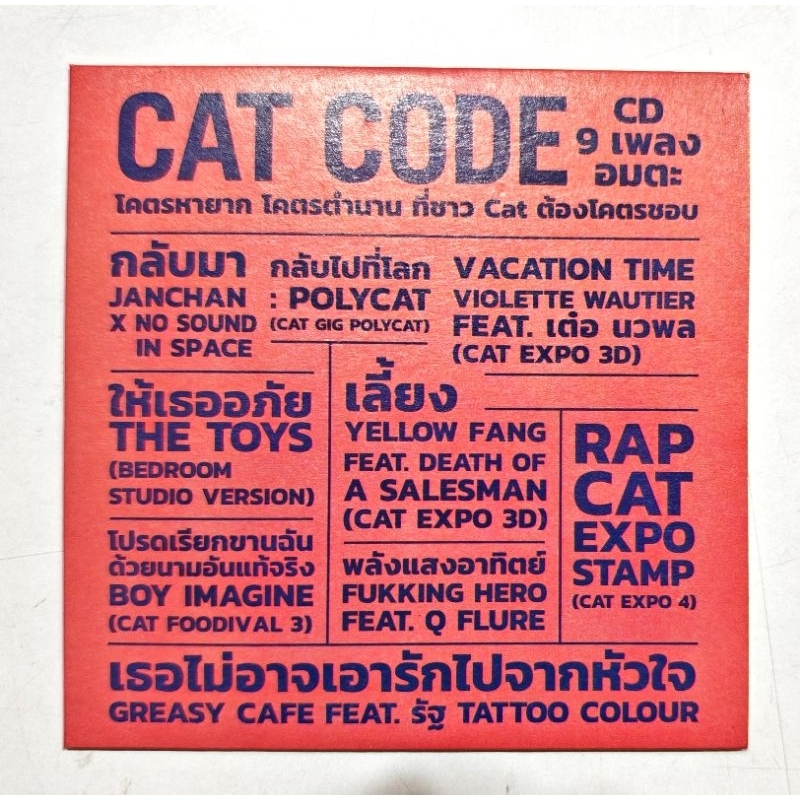 CAT CODE
CD
9 เพลง
อมตะ
โคตรหายาก โคตรตำนาน ที่ชาว Cat ต้องโคตรชอบ
กลับมา
JANCHAN
X NO SOUND
IN SPACE
กลับไปที่โลก
: POLYCAT
(CAT GIG POLYCAT)
VACATION TIME
VIOLETTE WAUTIER
FEAT. เต๋อ นวพล
(CAT EXPO 3D)
ให้เธออภัย
THE TOYS
(BEDROOM
STUDIO VERSION)
เลี้ยง
YELLOW FANG
FEAT. DEATH OF
A SALESMAN
(CAT EXPO 3D)
RAP
CAT
EXPO
STAMP
(CAT EXPO 4)
โปรดเรียกขานฉัน
ด้วยนามอันแท้จริง
BOY IMAGINE
(CAT FOODIVAL 3)
พลังแสงอาทิตย์
FUKKING HERO
FEAT. Q FLURE
เธอไม่อาจเอารักไปจากหัวใจ
GREASY CAFE FEAT. รัฐ TATTOO COLOUR